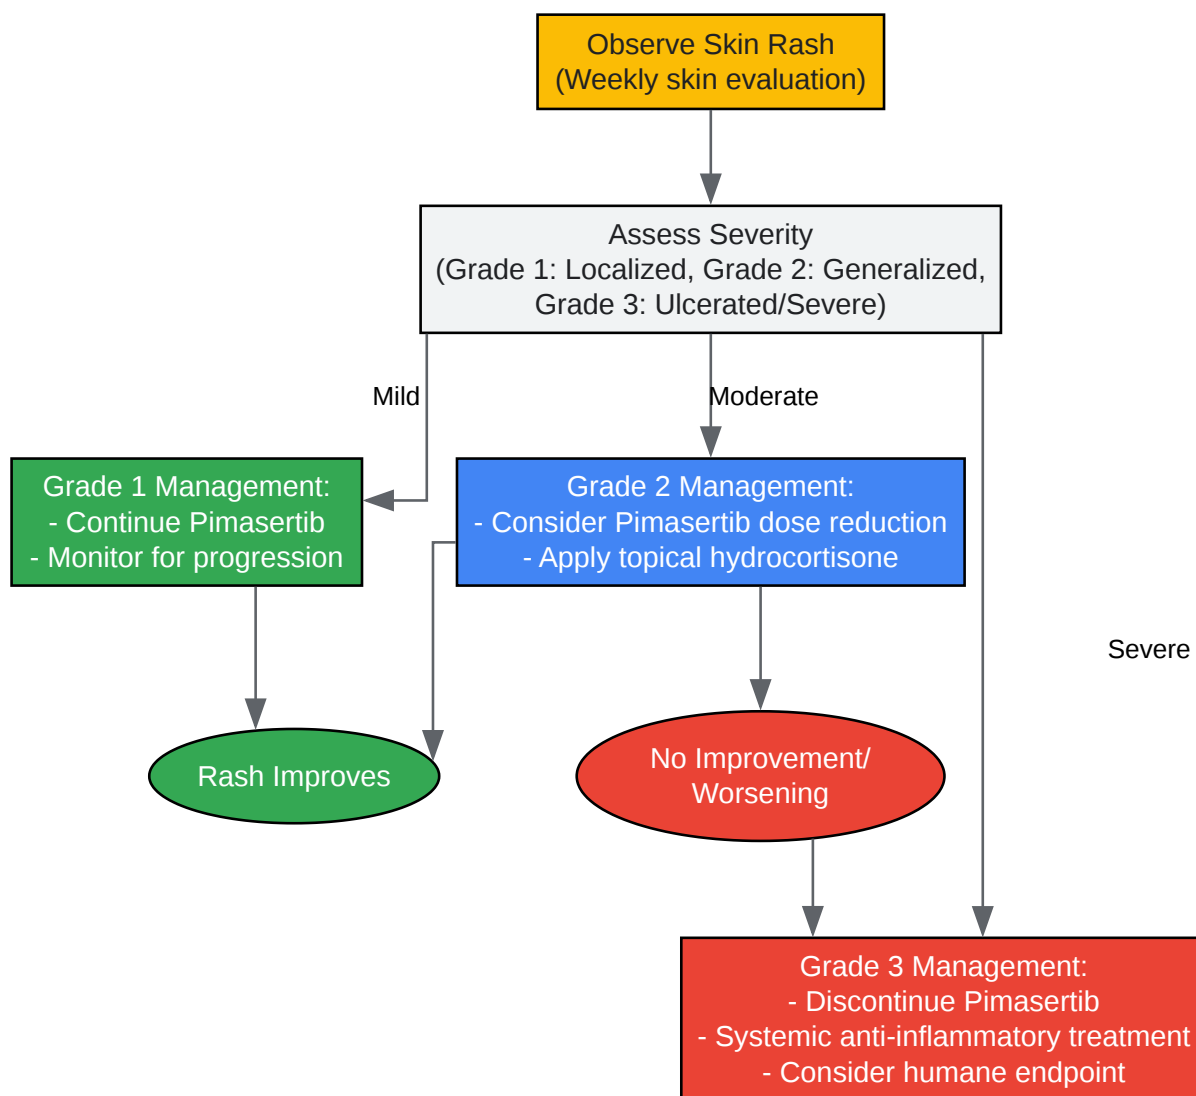 Observe Skin Rash
(Weekly skin evaluation)
Assess Severity
(Grade 1: Localized, Grade 2: Generalized,
Grade 3: Ulcerated/Severe)
Mild
Moderate
Grade 1 Management:
- Continue Pimasertib
- Monitor for progression
Grade 2 Management:
- Consider Pimasertib dose reduction
- Apply topical hydrocortisone
Severe
Rash Improves
No Improvement/
Worsening
Grade 3 Management:
- Discontinue Pimasertib
- Systemic anti-inflammatory treatment
- Consider humane endpoint